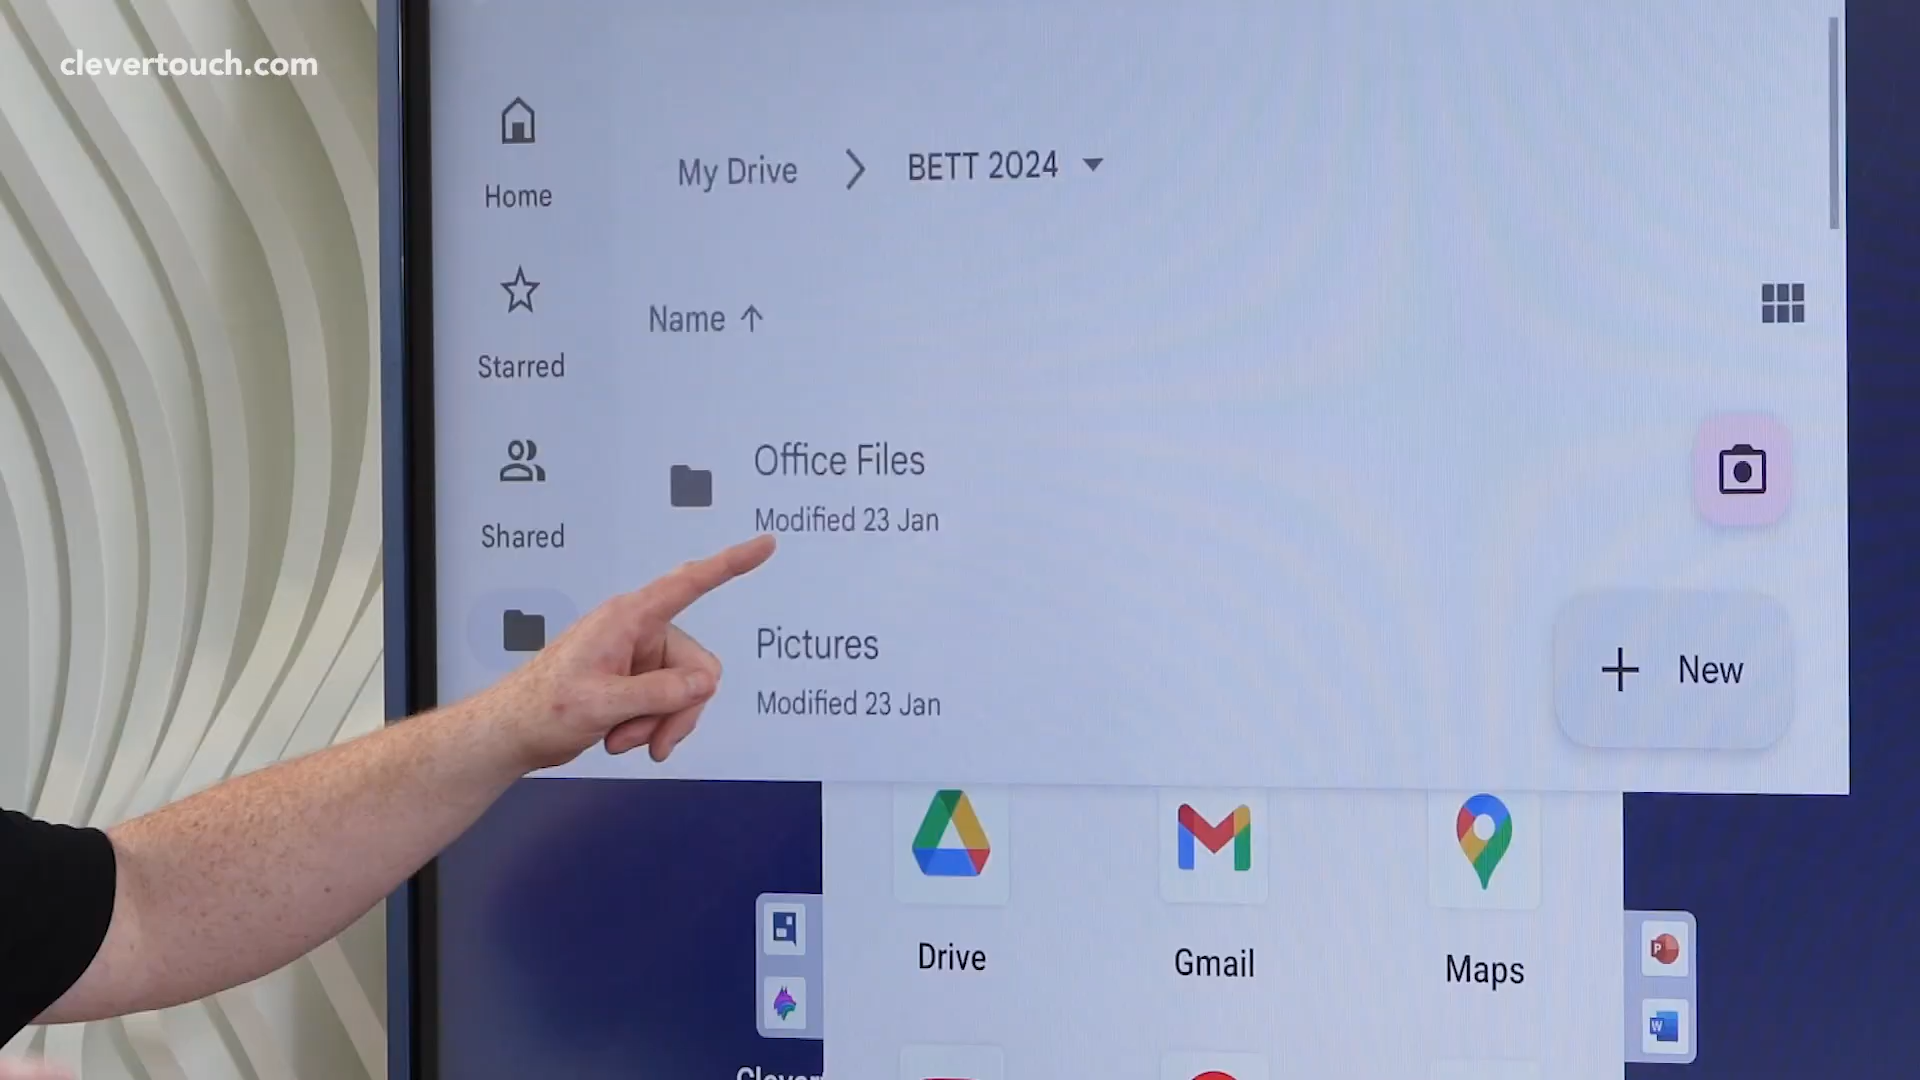 clevertouch.com
Home
My Drive
BETT 2024
Starred
Name
Shared
Office Files
Modified 23 Jan
Pictures
Modified 23 Jan
New
Drive
Gmail
Maps
P
W